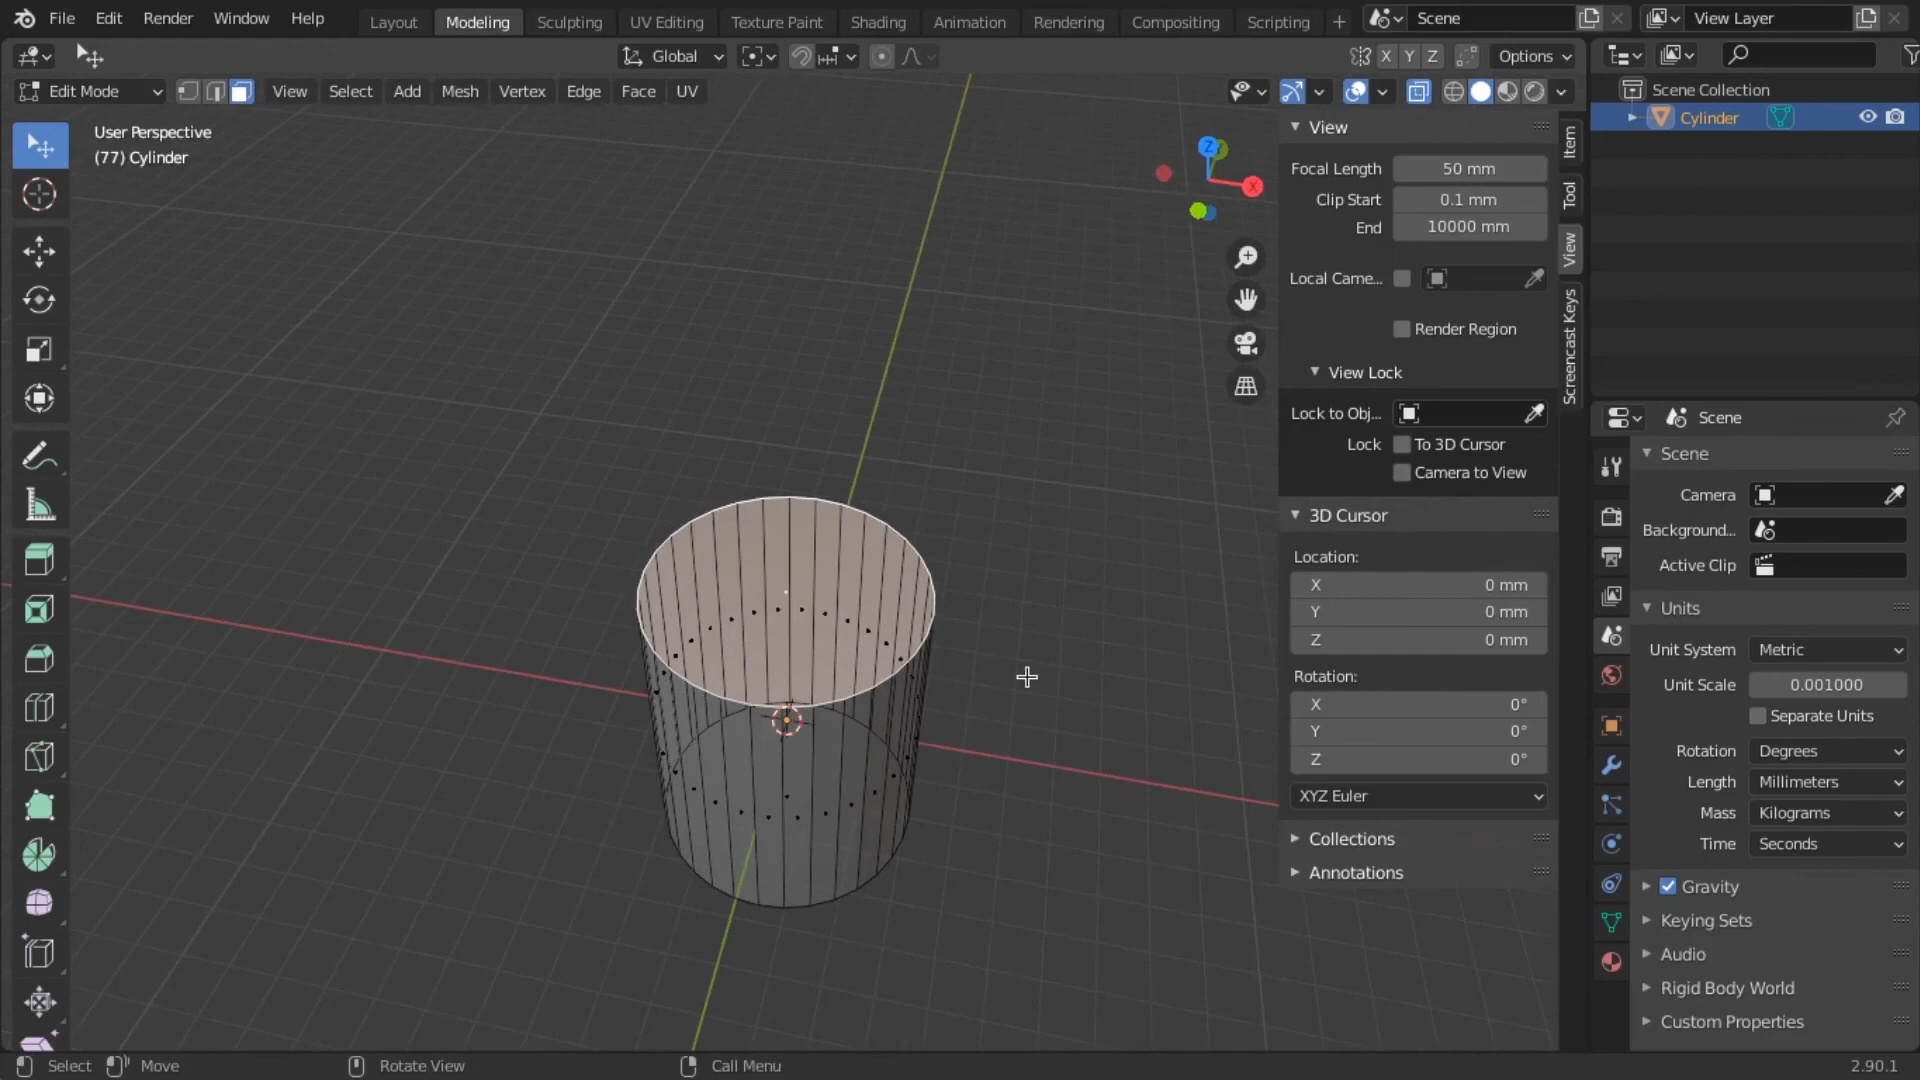 File Edit Render Window Help Layout Modeling Sculpting UV Editing Texture Paint Shading Animation Rendering Compositing Scripting + Scene View Layer
Global X Y Z Options
Edit Mode View Select Add Mesh Vertex Edge Face UV
User Perspective
(77) Cylinder
Z
X
View
Focal Length 50 mm
Clip Start 0.1 mm
End 10000 mm
Local Came...
Render Region
View Lock
Lock to Obj...
Lock To 3D Cursor
Camera to View
3D Cursor
Location:
X 0 mm
Y 0 mm
Z 0 mm
Rotation:
X 0°
Y 0°
Z 0°
XYZ Euler
Collections
Annotations
Item
Tool
View
Screencast Keys
Scene Collection
Cylinder
Scene
Scene
Camera
Background...
Active Clip
Units
Unit System Metric
Unit Scale 0.001000
Separate Units
Rotation Degrees
Length Millimeters
Mass Kilograms
Time Seconds
Gravity
Keying Sets
Audio
Rigid Body World
Custom Properties
Select Move Rotate View Call Menu 2.90.1